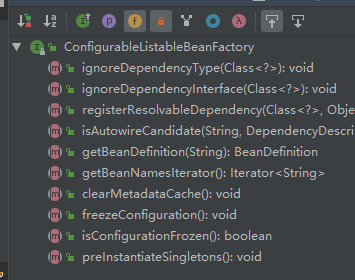 ConfigurableListableBeanFactory
ignoreDependencyType(Class<?>): void
ignoreDependencyInterface(Class<?>): void
registerResolvableDependency(Class<?>, Obje
isAutowireCandidate(String, DependencyDescri
getBeanDefinition(String): BeanDefinition
getBeanNamesIterator(): Iterator<String>
clearMetadataCache(): void
freezeConfiguration(): void
isConfigurationFrozen(): boolean
preInstantiateSingletons(): void